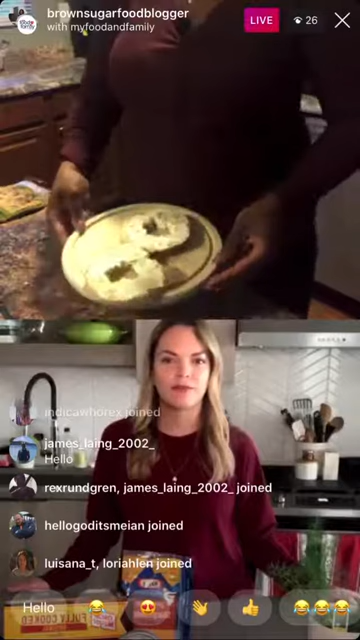 brownsugarfoodblogger
with myfoodandfamily
LIVE
26
indicawhorex joined
james_laing_2002_
Hello
rexrundgren, james_laing_2002_ joined
hellogoditsmeian joined
luisana_t, loriahlen joined
Hello 😂 😍 👋 👍 😂😂😂